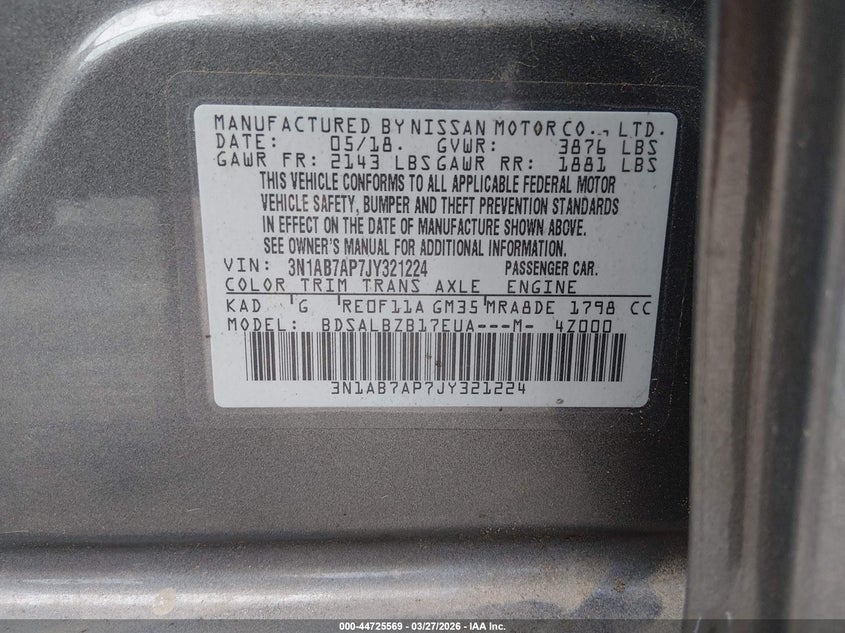 MANUFACTURED BY NISSAN MOTOR CO., LTD.
DATE: 05/18. GVWR: 3876 LBS
GAWR FR: 2143 LBS GAWR RR: 1881 LBS
THIS VEHICLE CONFORMS TO ALL APPLICABLE FEDERAL MOTOR
VEHICLE SAFETY, BUMPER AND THEFT PREVENTION STANDARDS
IN EFFECT ON THE DATE OF MANUFACTURE SHOWN ABOVE.
SEE OWNER'S MANUAL FOR ADDITIONAL INFORMATION.
VIN: 3N1AB7AP7JY321224 PASSENGER CAR.
COLOR TRIM TRANS AXLE ENGINE
KAD G RE0F11A GM35 MRA8DE 1798 CC
MODEL: BDSALBZB17EUA---M- 4Z000
3N1AB7AP7JY321224
000-44725569 | 03/27/2026 | IAA Inc.